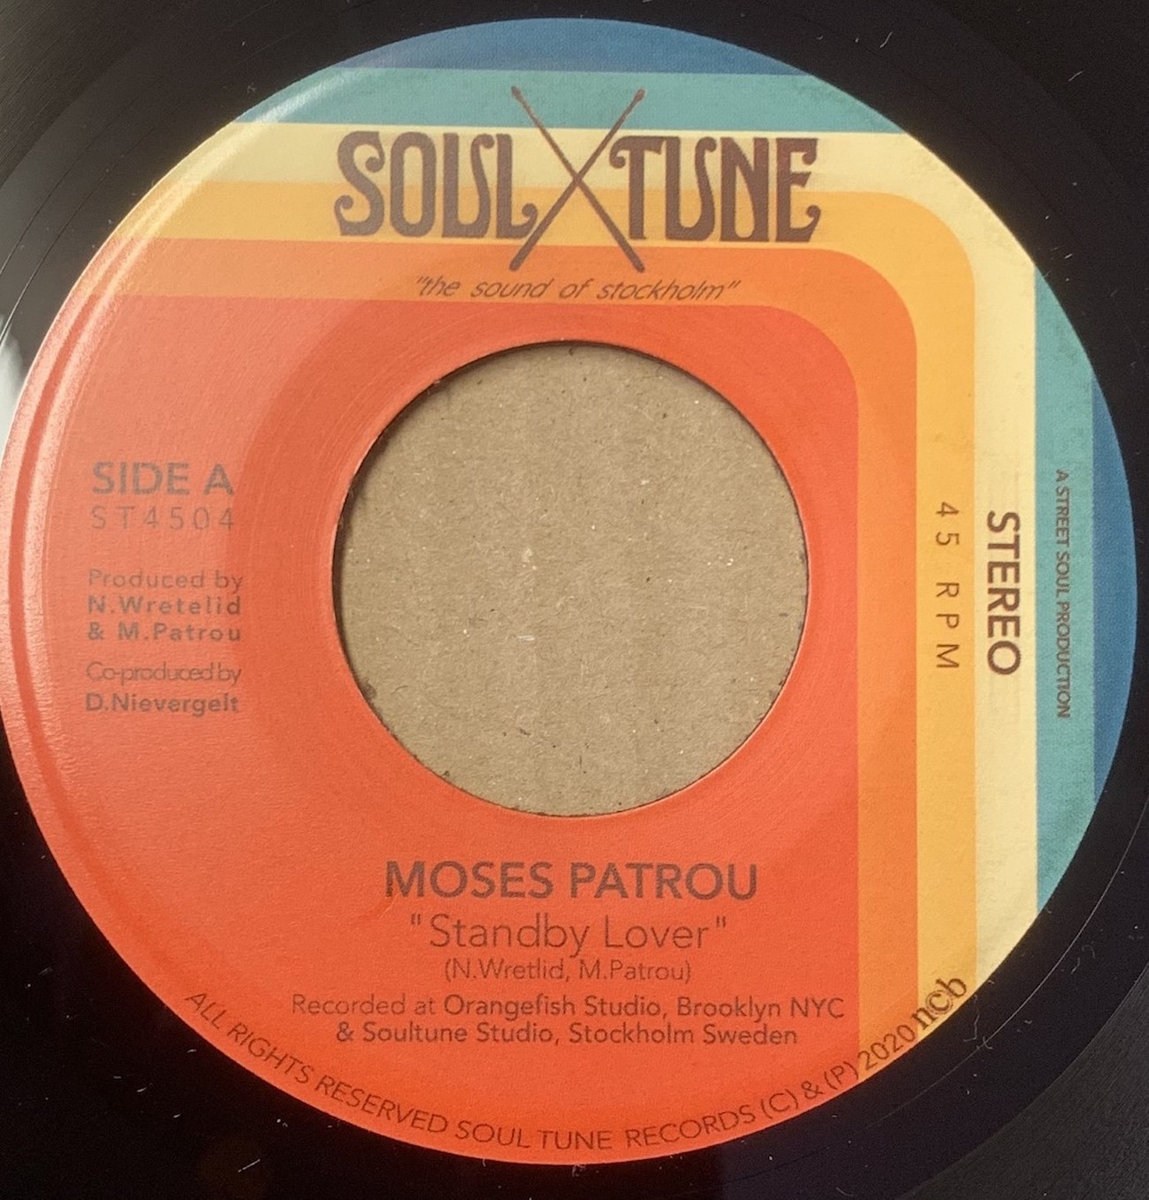 SOUL TUNE
"the sound of stockholm"
SIDE A
ST4504
Produced by
N.Wretelid
& M.Patrou
Co-produced by
D.Nievergelt
45 RPM
STEREO
A STREET SOUL PRODUCTION
MOSES PATROU
"Standby Lover"
(N.Wretlid, M.Patrou)
Recorded at Orangefish Studio, Brooklyn NYC
& Soultune Studio, Stockholm Sweden
ALL RIGHTS RESERVED SOUL TUNE RECORDS (C) & (P) 2020 ncb